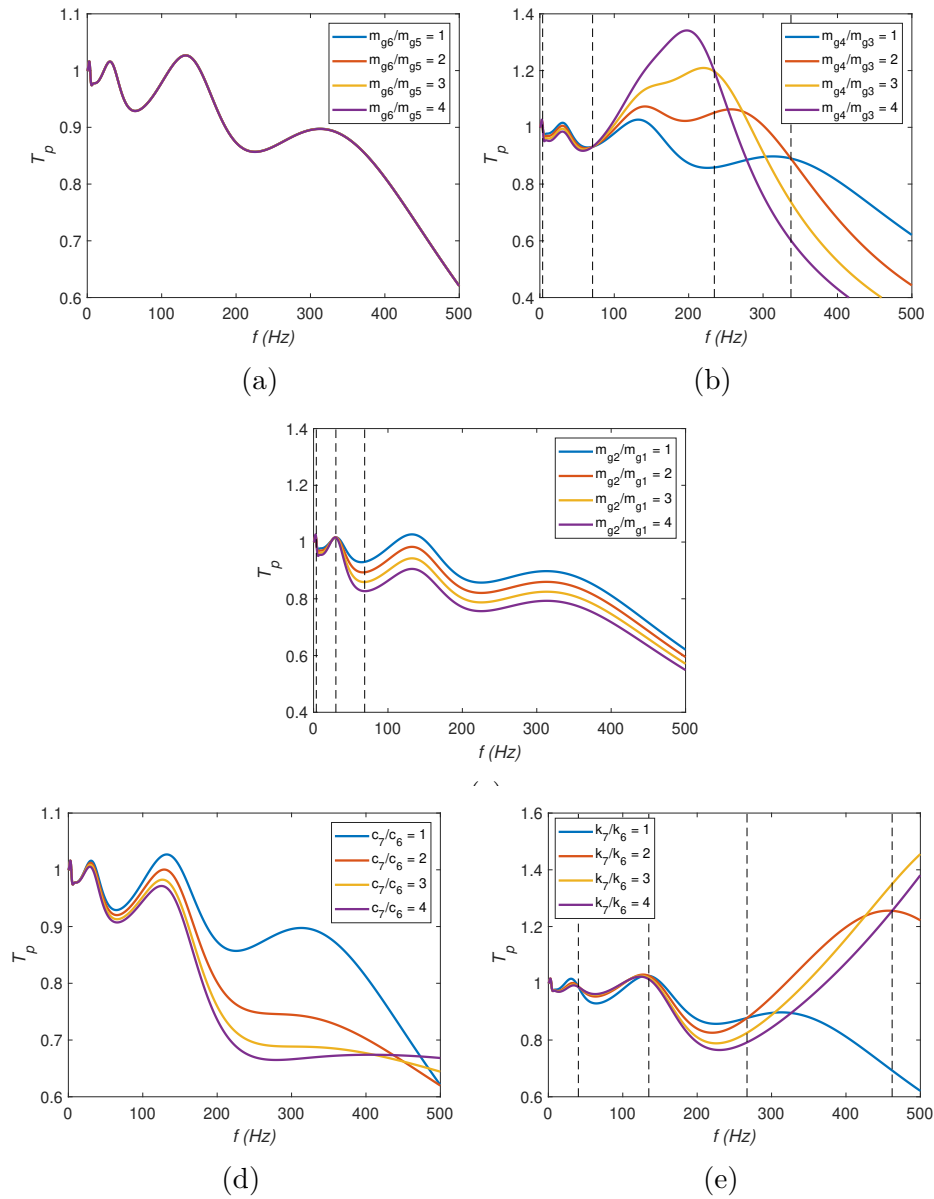 1.1
1
0.9
0.8
0.7
0.6
T_p
0 100 200 300 400 500
f (Hz)
m_g6/m_g5 = 1
m_g6/m_g5 = 2
m_g6/m_g5 = 3
m_g6/m_g5 = 4
(a)
1.4
1.2
1
0.8
0.6
0.4
T_p
0 100 200 300 400 500
f (Hz)
m_g4/m_g3 = 1
m_g4/m_g3 = 2
m_g4/m_g3 = 3
m_g4/m_g3 = 4
(b)
1.4
1.2
1
0.8
0.6
0.4
T_p
0 100 200 300 400 500
f (Hz)
m_g2/m_g1 = 1
m_g2/m_g1 = 2
m_g2/m_g1 = 3
m_g2/m_g1 = 4
1.1
1
0.9
0.8
0.7
0.6
T_p
0 100 200 300 400 500
f (Hz)
c_7/c_6 = 1
c_7/c_6 = 2
c_7/c_6 = 3
c_7/c_6 = 4
(d)
1.6
1.4
1.2
1
0.8
0.6
T_p
0 100 200 300 400 500
f (Hz)
k_7/k_6 = 1
k_7/k_6 = 2
k_7/k_6 = 3
k_7/k_6 = 4
(e)